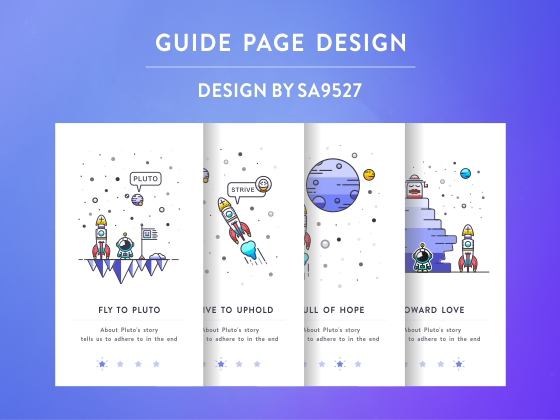 GUIDE PAGE DESIGN
DESIGN BY SA9527
PLUTO
STRIVE
FLY TO PLUTO
IVE TO UPHOLD
ULL OF HOPE
OWARD LOVE
About Pluto's story
tells us to adhere to in the end
About Pluto's story
to adhere to in the end
About Pluto's story
to adhere to in the end
About Pluto's story
to adhere to in the end